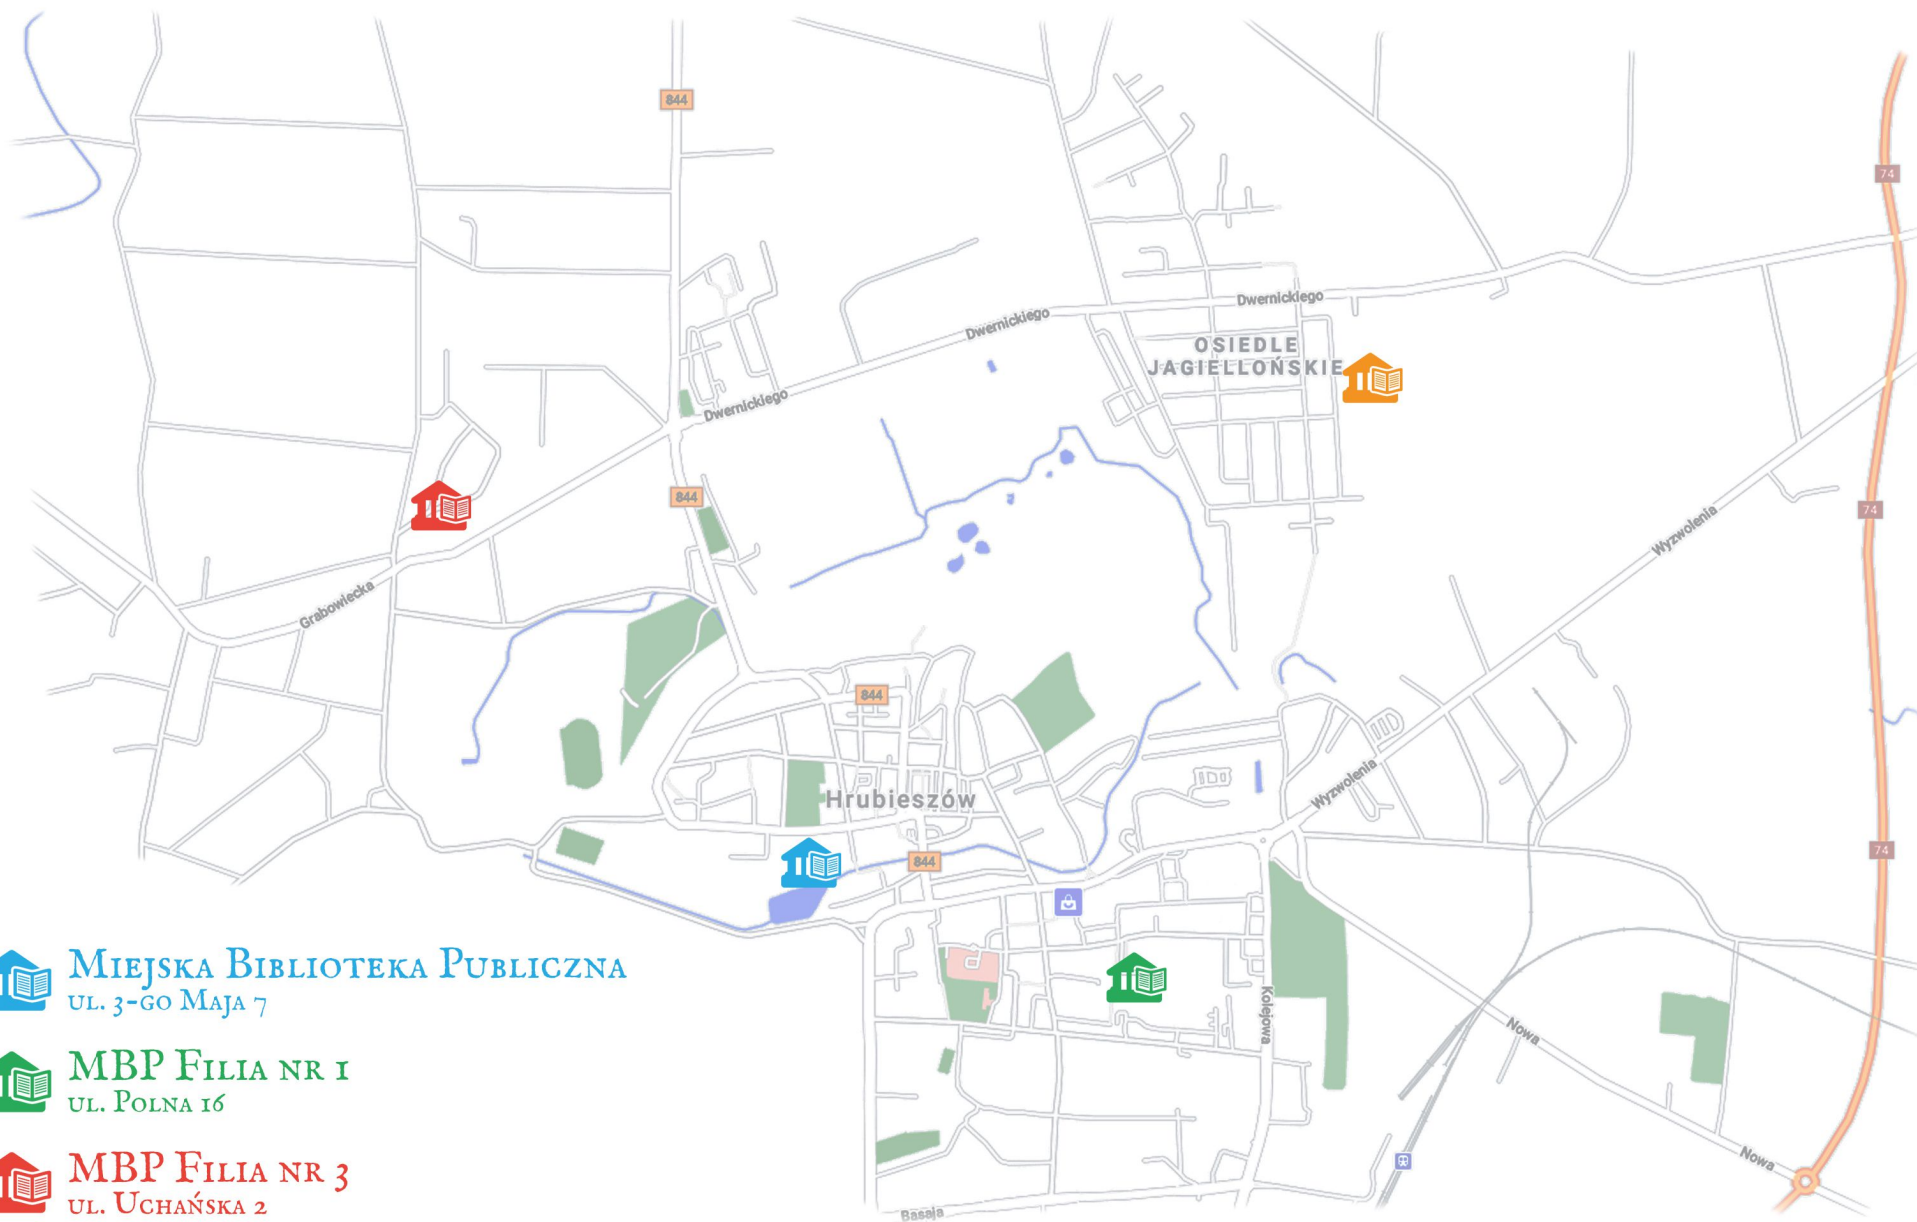 844
74
Dwernickiego
Dwernickiego
OSIEDLE
JAGIELLOŃSKIE
Dwernickiego
844
74
Wyzwolenia
Grabowiecka
844
Wyzwolenia
Hrubieszów
74
844
Miejska Biblioteka Publiczna
ul. 3-go Maja 7
Kolejowa
Nowa
MBP Filia nr 1
ul. Polna 16
Nowa
MBP Filia nr 3
ul. Uchańska 2
Basaja